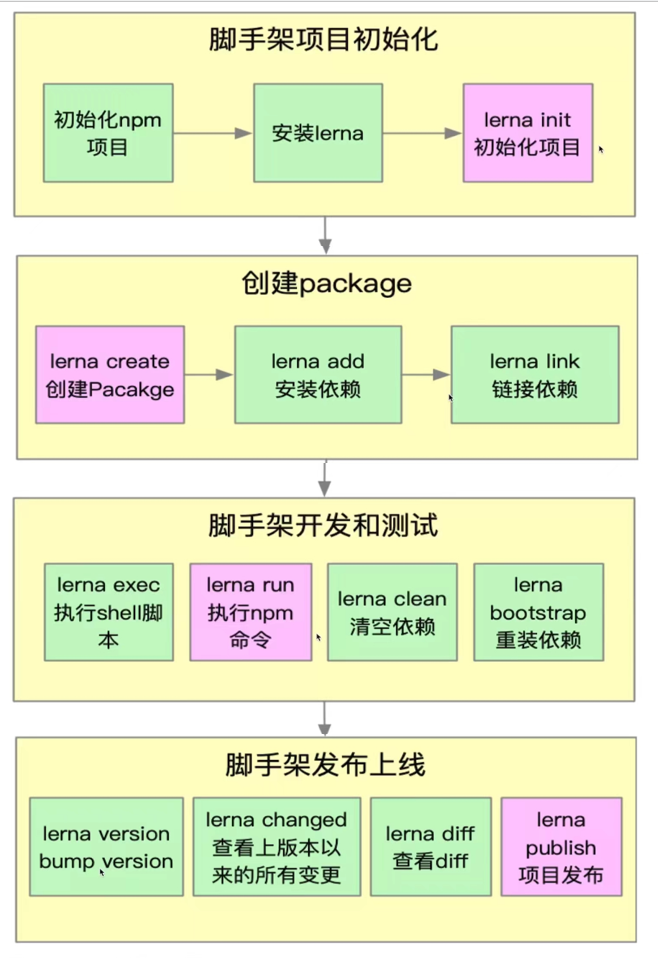 脚手架项目初始化
初始化npm
项目
安装lerna
lerna init
初始化项目
创建package
lerna create
创建Pacakge
lerna add
安装依赖
lerna link
链接依赖
脚手架开发和测试
lerna exec
执行shell脚
本
lerna run
执行npm
命令
lerna clean
清空依赖
lerna
bootstrap
重装依赖
脚手架发布上线
lerna version
bump version
lerna changed
查看上版本以
来的所有变更
lerna diff
查看diff
lerna
publish
项目发布